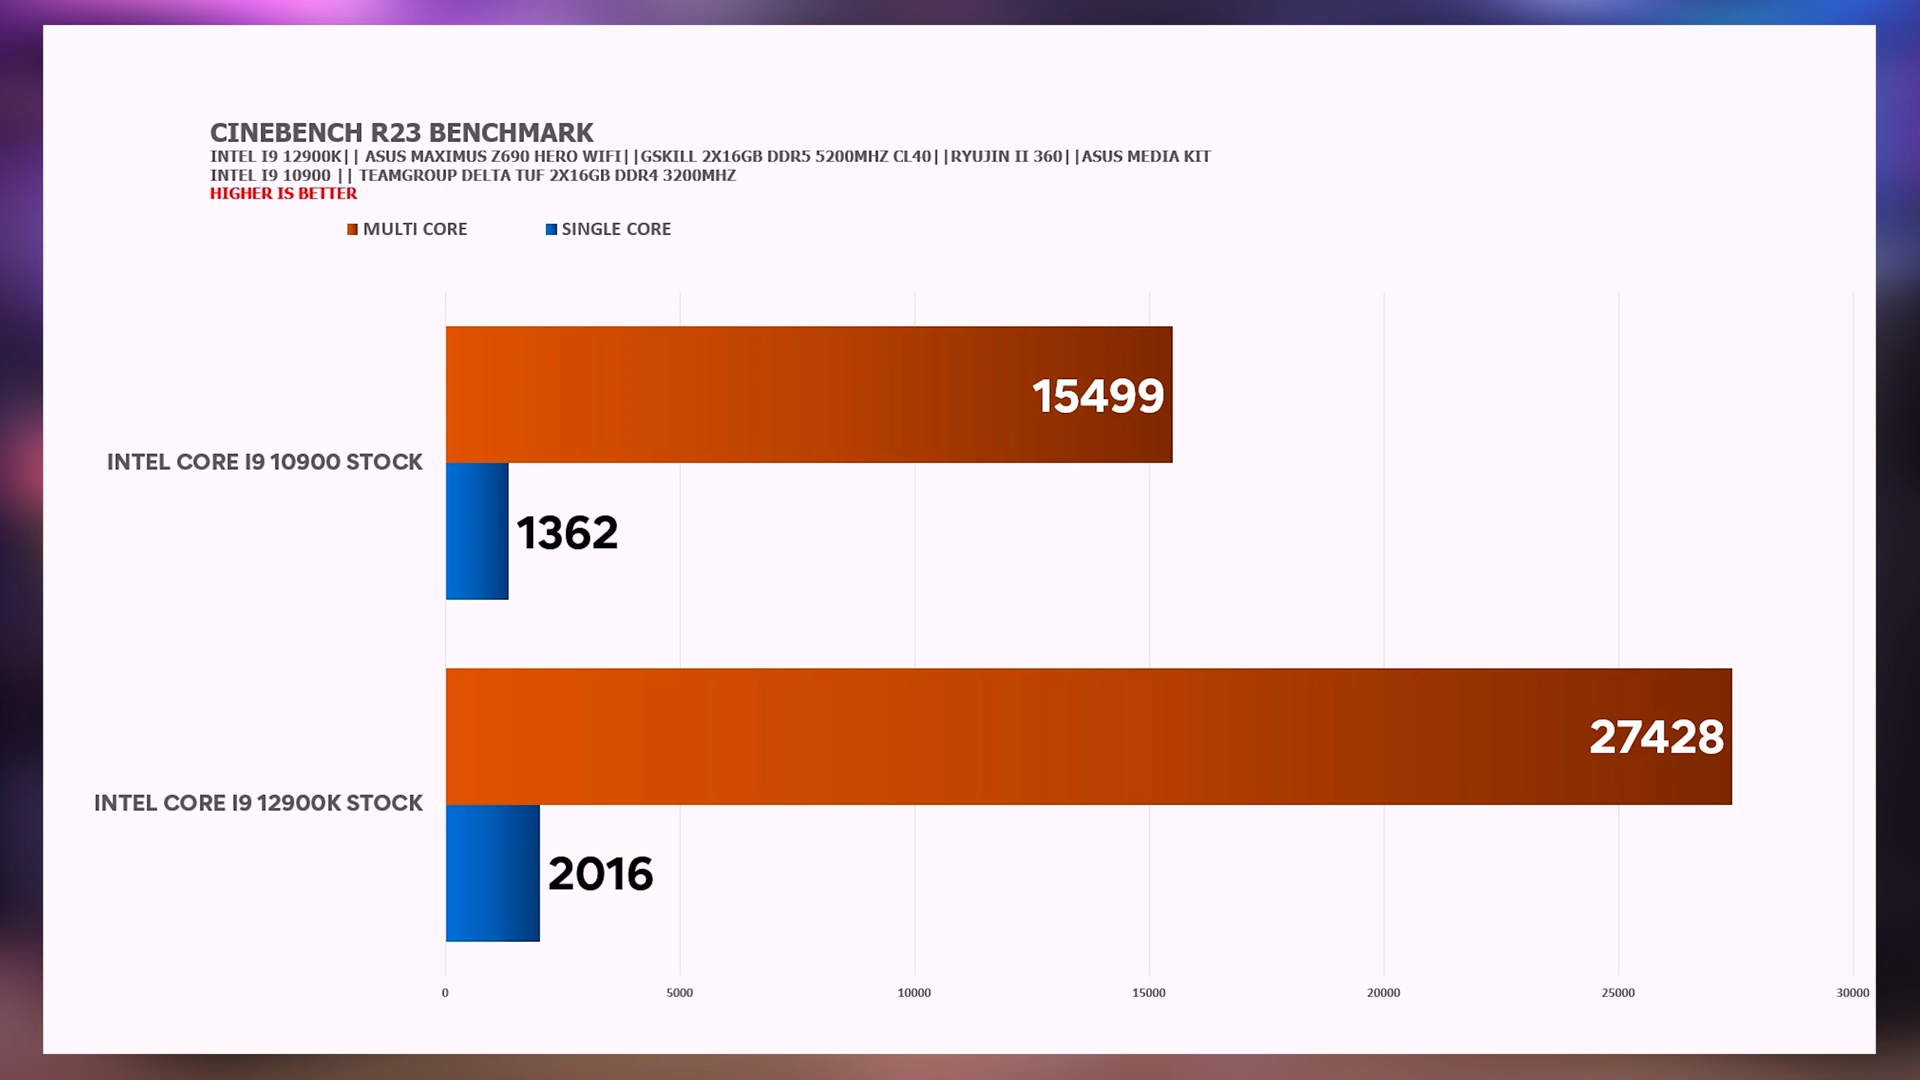 CINEBENCH R23 BENCHMARK
INTEL I9 12900K|| ASUS MAXIMUS Z690 HERO WIFI||GSKILL 2X16GB DDR5 5200MHZ CL40||RYUJIN II 360||ASUS MEDIA KIT
INTEL I9 10900 || TEAMGROUP DELTA TUF 2X16GB DDR4 3200MHZ
HIGHER IS BETTER
MULTI CORE SINGLE CORE
15499
INTEL CORE I9 10900 STOCK
1362
27428
INTEL CORE I9 12900K STOCK
2016
0 5000 10000 15000 20000 25000 30000